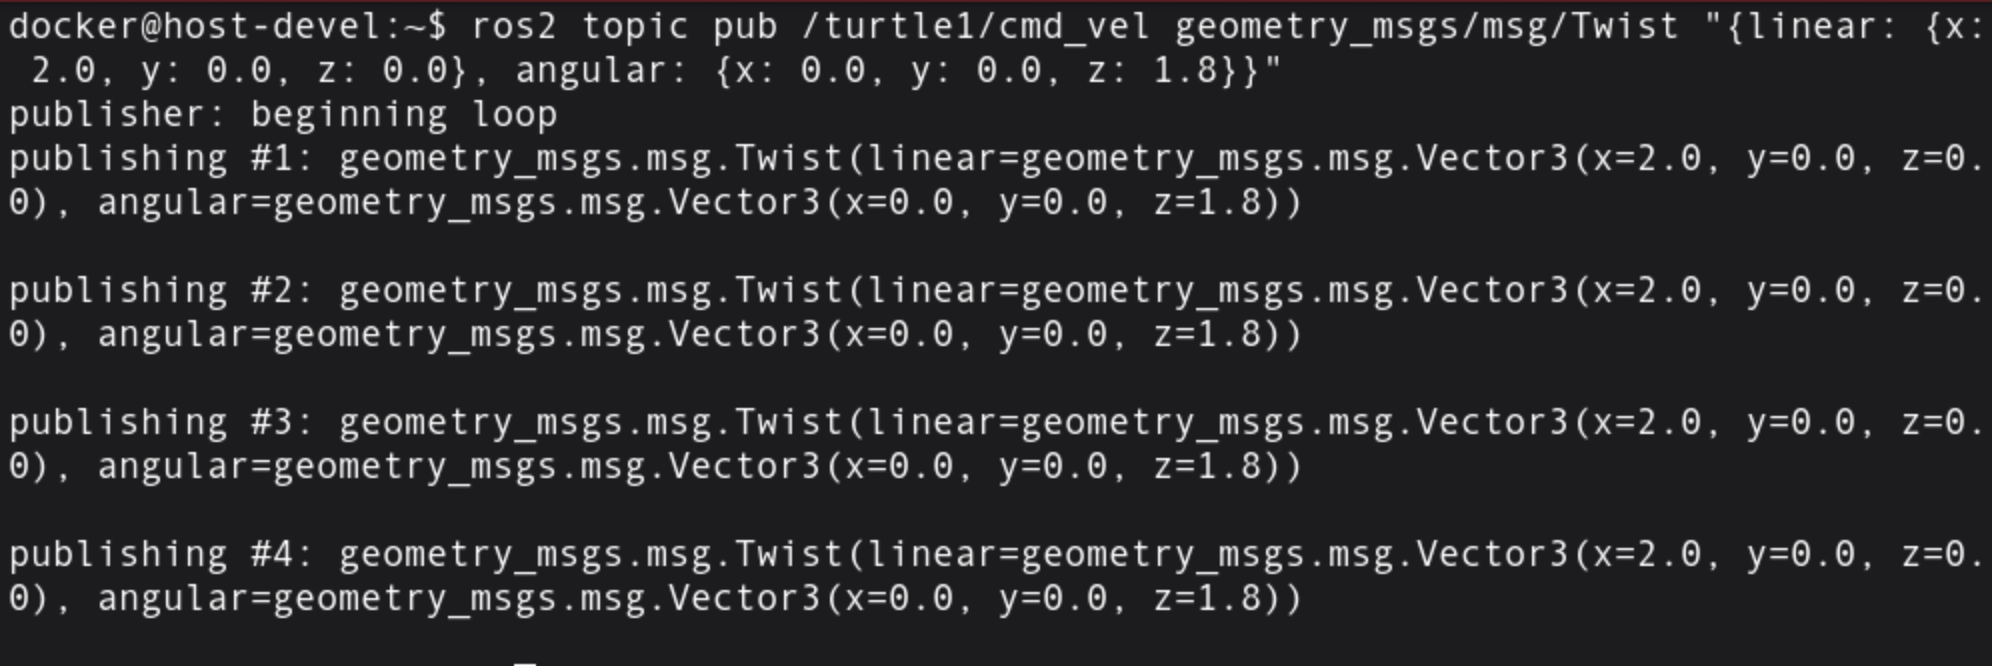 docker@host-devel:~$ ros2 topic pub /turtle1/cmd_vel geometry_msgs/msg/Twist "{linear: {x:
 2.0, y: 0.0, z: 0.0}, angular: {x: 0.0, y: 0.0, z: 1.8}}"
publisher: beginning loop
publishing #1: geometry_msgs.msg.Twist(linear=geometry_msgs.msg.Vector3(x=2.0, y=0.0, z=0.
0), angular=geometry_msgs.msg.Vector3(x=0.0, y=0.0, z=1.8))

publishing #2: geometry_msgs.msg.Twist(linear=geometry_msgs.msg.Vector3(x=2.0, y=0.0, z=0.
0), angular=geometry_msgs.msg.Vector3(x=0.0, y=0.0, z=1.8))

publishing #3: geometry_msgs.msg.Twist(linear=geometry_msgs.msg.Vector3(x=2.0, y=0.0, z=0.
0), angular=geometry_msgs.msg.Vector3(x=0.0, y=0.0, z=1.8))

publishing #4: geometry_msgs.msg.Twist(linear=geometry_msgs.msg.Vector3(x=2.0, y=0.0, z=0.
0), angular=geometry_msgs.msg.Vector3(x=0.0, y=0.0, z=1.8))